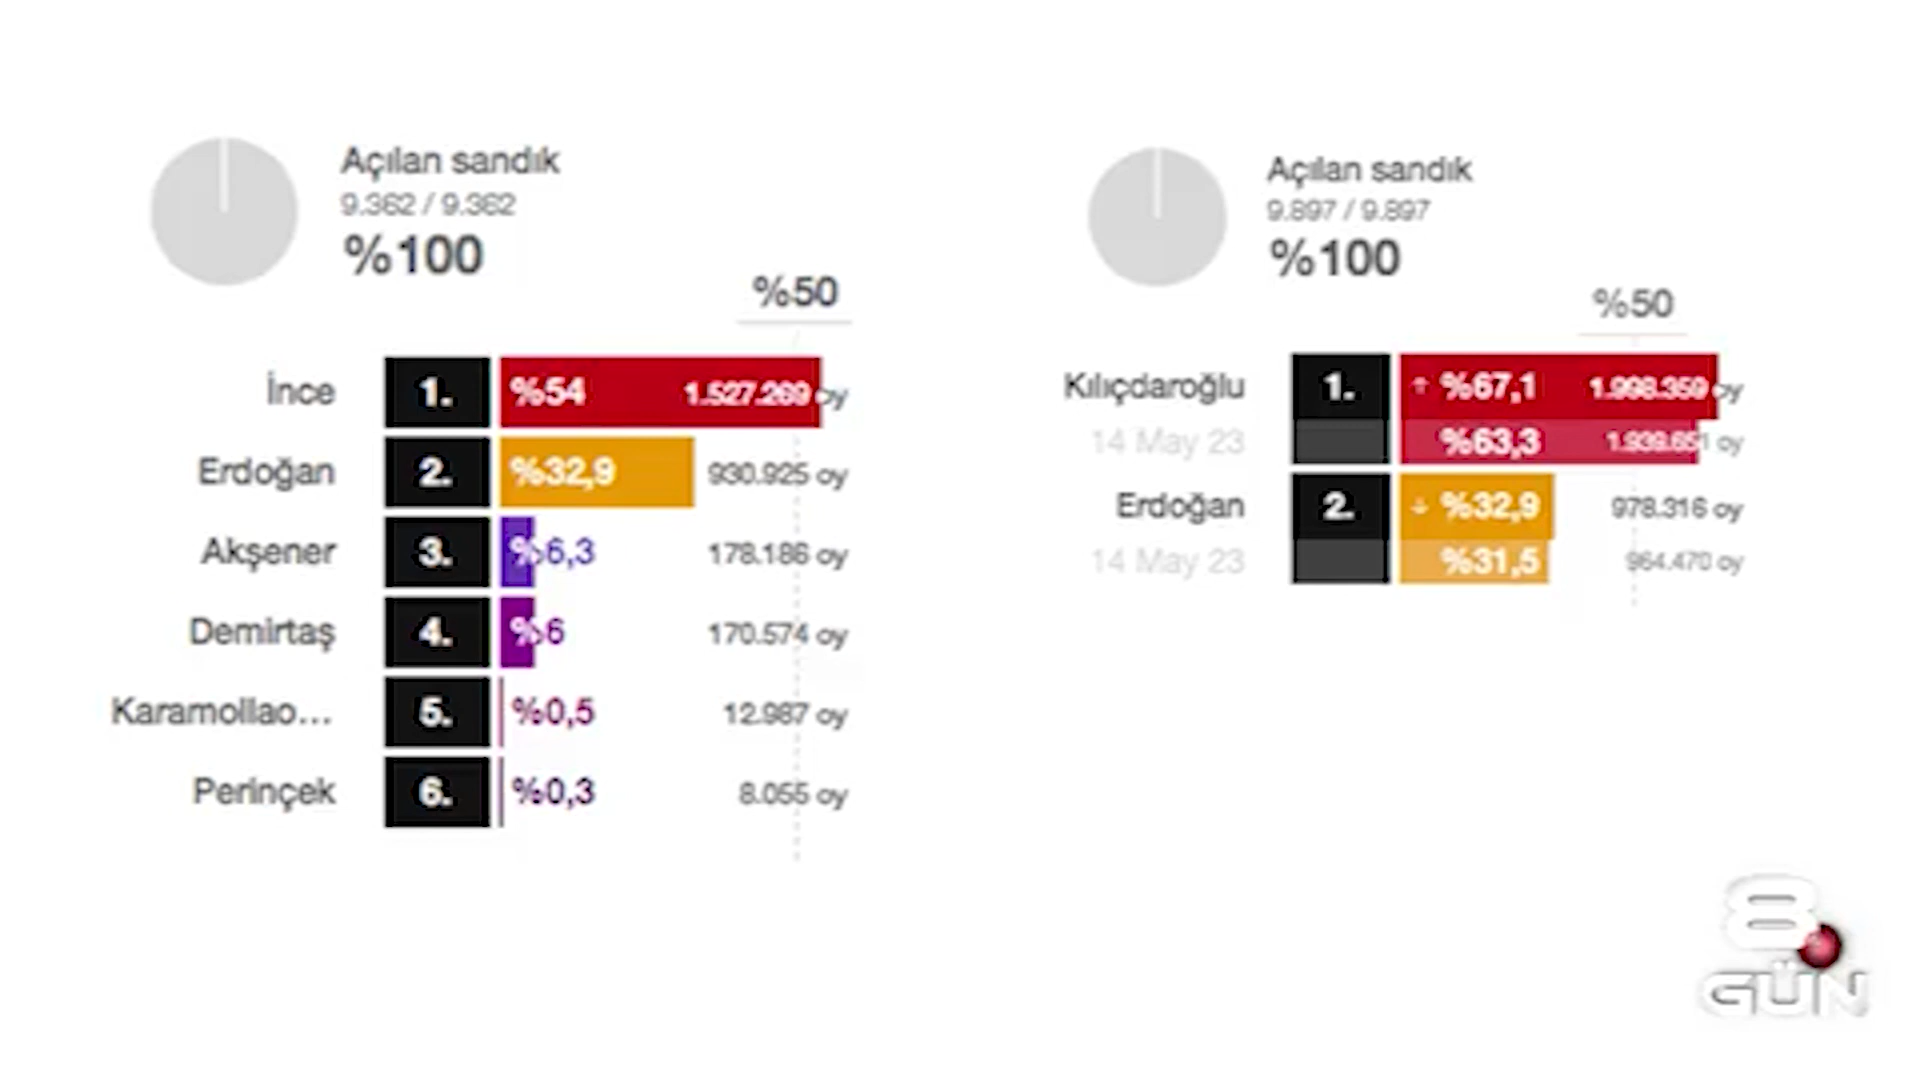 Açılan sandık
9.362 / 9.362
%100
%50
İnce 1. %54 1.527.269 oy
Erdoğan 2. %32,9 930.925 oy
Akşener 3. %6,3 178.186 oy
Demirtaş 4. %6 170.574 oy
Karamollao... 5. %0,5 12.987 oy
Perinçek 6. %0,3 8.055 oy
Açılan sandık
9.897 / 9.897
%100
%50
Kılıçdaroğlu 1. ↑ %67,1 1.998.359 oy
14 May 23 %63,3 1.939.651 oy
Erdoğan 2. ↓ %32,9 978.316 oy
14 May 23 %31,5 964.470 oy
8
GÜN